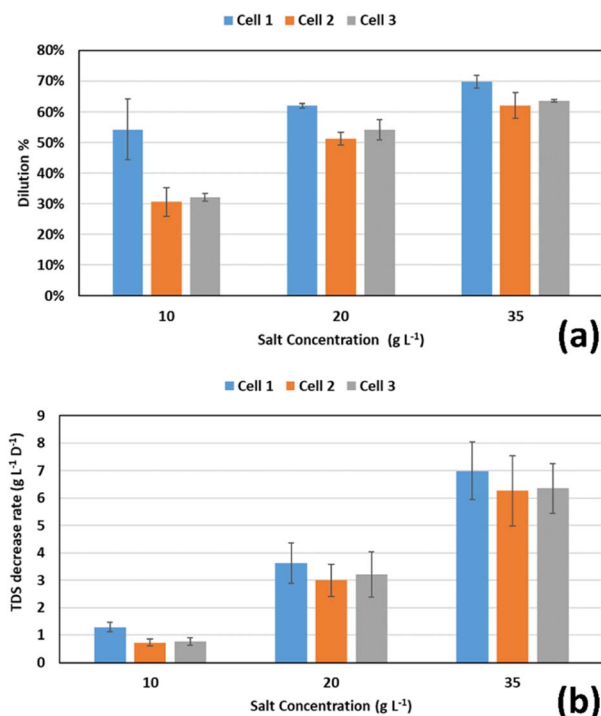 Cell 1 Cell 2 Cell 3
80%
70%
60%
50%
40%
30%
20%
10%
0%
Dilution %
10 20 35
Salt Concentration (g L⁻¹)
(a)
Cell 1 Cell 2 Cell 3
9
8
7
6
5
4
3
2
1
0
TDS decrease rate (g L⁻¹ D⁻¹)
10 20 35
Salt Concentration (g L⁻¹)
(b)